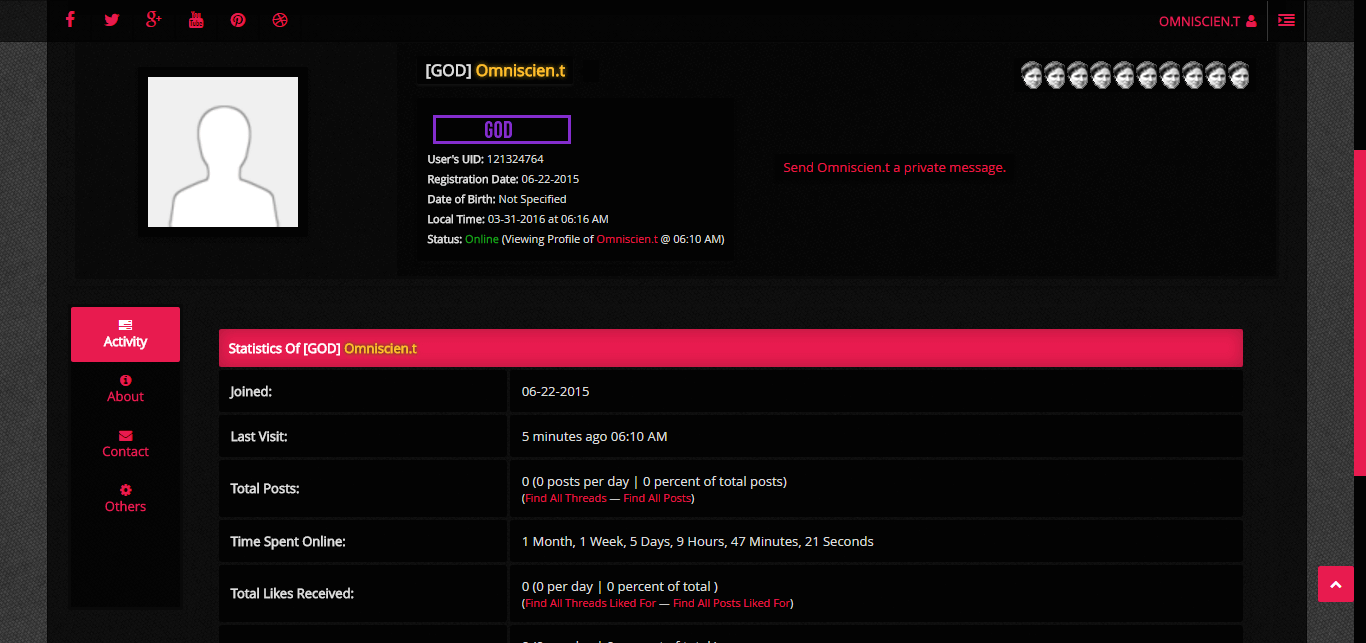 OMNISCIEN.T
[GOD] Omniscien.t
GOD
User's UID: 121324764
Registration Date: 06-22-2015
Date of Birth: Not Specified
Local Time: 03-31-2016 at 06:16 AM
Status: Online (Viewing Profile of Omniscien.t @ 06:10 AM)
Send Omniscien.t a private message.
Activity
About
Contact
Others
Statistics Of [GOD] Omniscien.t
Joined: 06-22-2015
Last Visit: 5 minutes ago 06:10 AM
Total Posts: 0 (0 posts per day | 0 percent of total posts)
(Find All Threads — Find All Posts)
Time Spent Online: 1 Month, 1 Week, 5 Days, 9 Hours, 47 Minutes, 21 Seconds
Total Likes Received: 0 (0 per day | 0 percent of total )
(Find All Threads Liked For — Find All Posts Liked For)